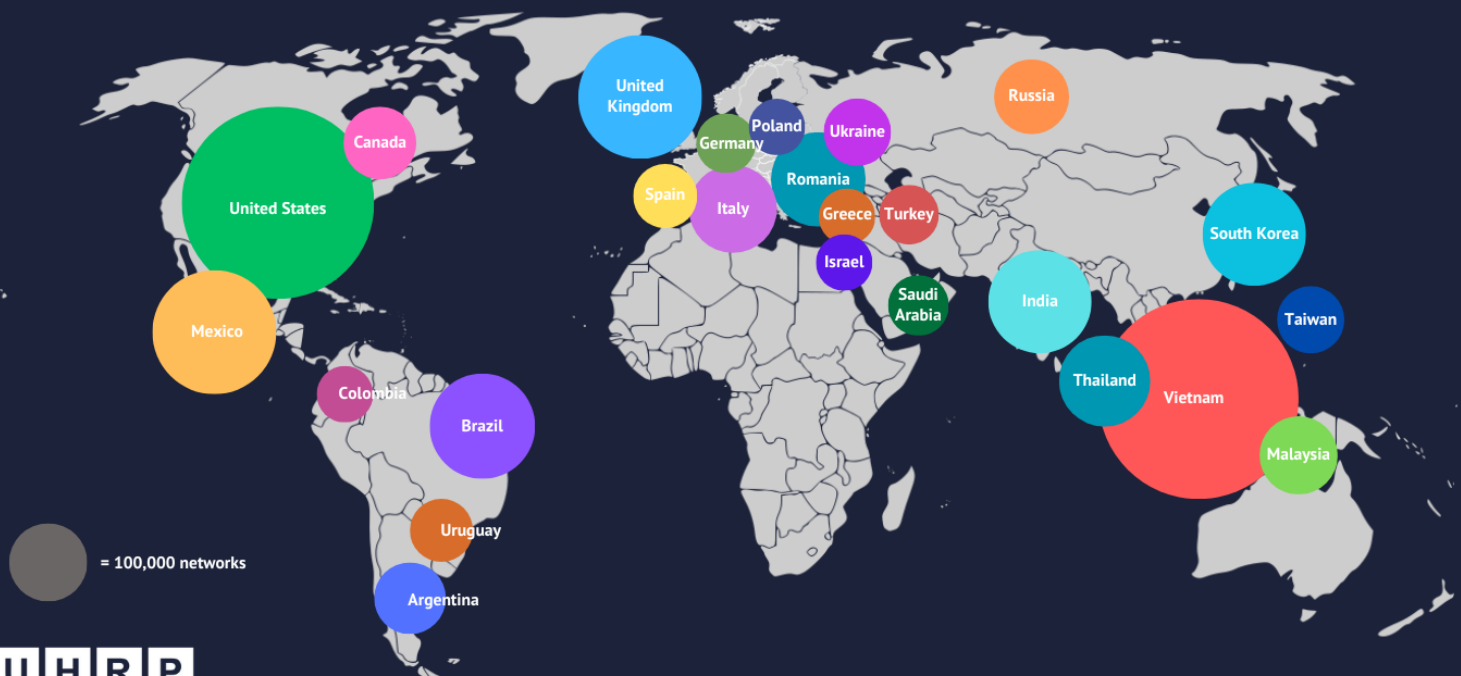 United
Kingdom
Russia
Canada
Poland
Ukraine
Germany
Romania
Spain
Italy
United States
Greece
Turkey
South Korea
Israel
Saudi
Arabia
India
Taiwan
Mexico
Thailand
Vietnam
Colombia
Brazil
Malaysia
Uruguay
= 100,000 networks
Argentina
UHRP